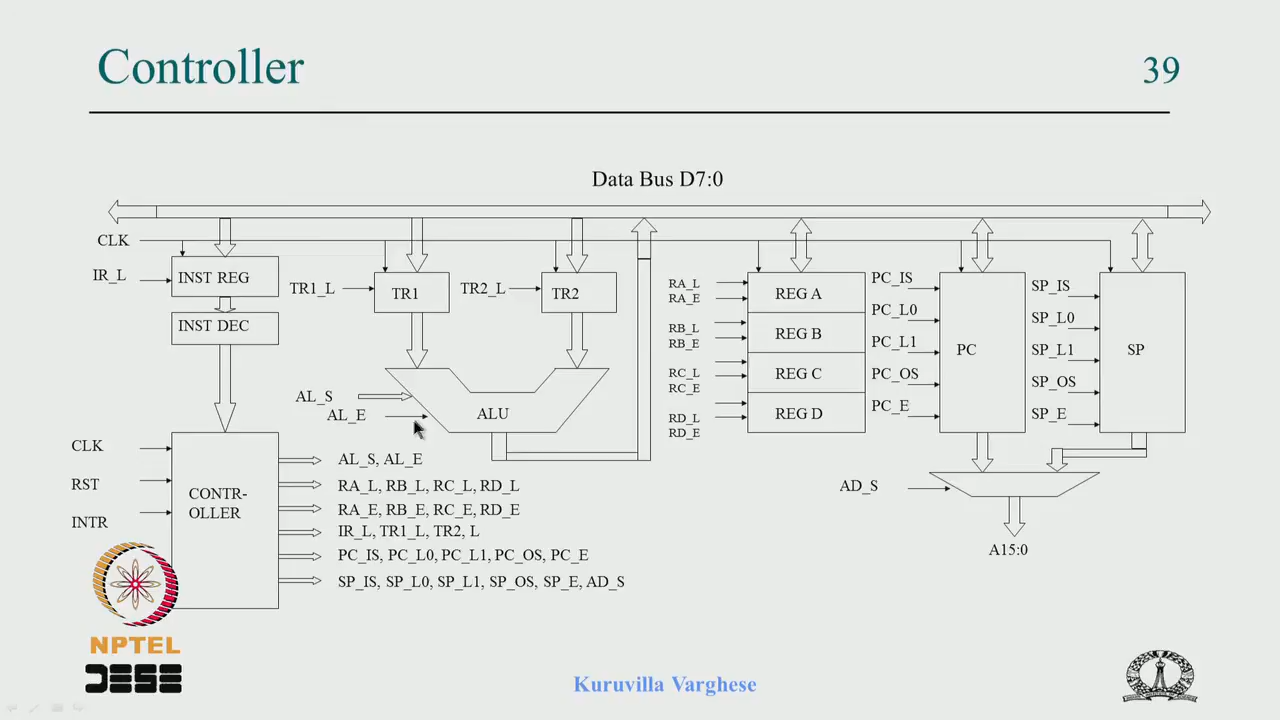 Controller
39
Data Bus D7:0
CLK
IR_L
INST REG
INST DEC
TR1_L
TR1
TR2_L
TR2
AL_S
AL_E
ALU
RA_L
RA_E
RB_L
RB_E
RC_L
RC_E
RD_L
RD_E
REG A
REG B
REG C
REG D
PC_IS
PC_L0
PC_L1
PC_OS
PC_E
PC
SP_IS
SP_L0
SP_L1
SP_OS
SP_E
SP
AD_S
A15:0
CLK
RST
INTR
CONTR-
OLLER
AL_S, AL_E
RA_L, RB_L, RC_L, RD_L
RA_E, RB_E, RC_E, RD_E
IR_L, TR1_L, TR2, L
PC_IS, PC_L0, PC_L1, PC_OS, PC_E
SP_IS, SP_L0, SP_L1, SP_OS, SP_E, AD_S
NPTEL
DESE
Kuruvilla Varghese